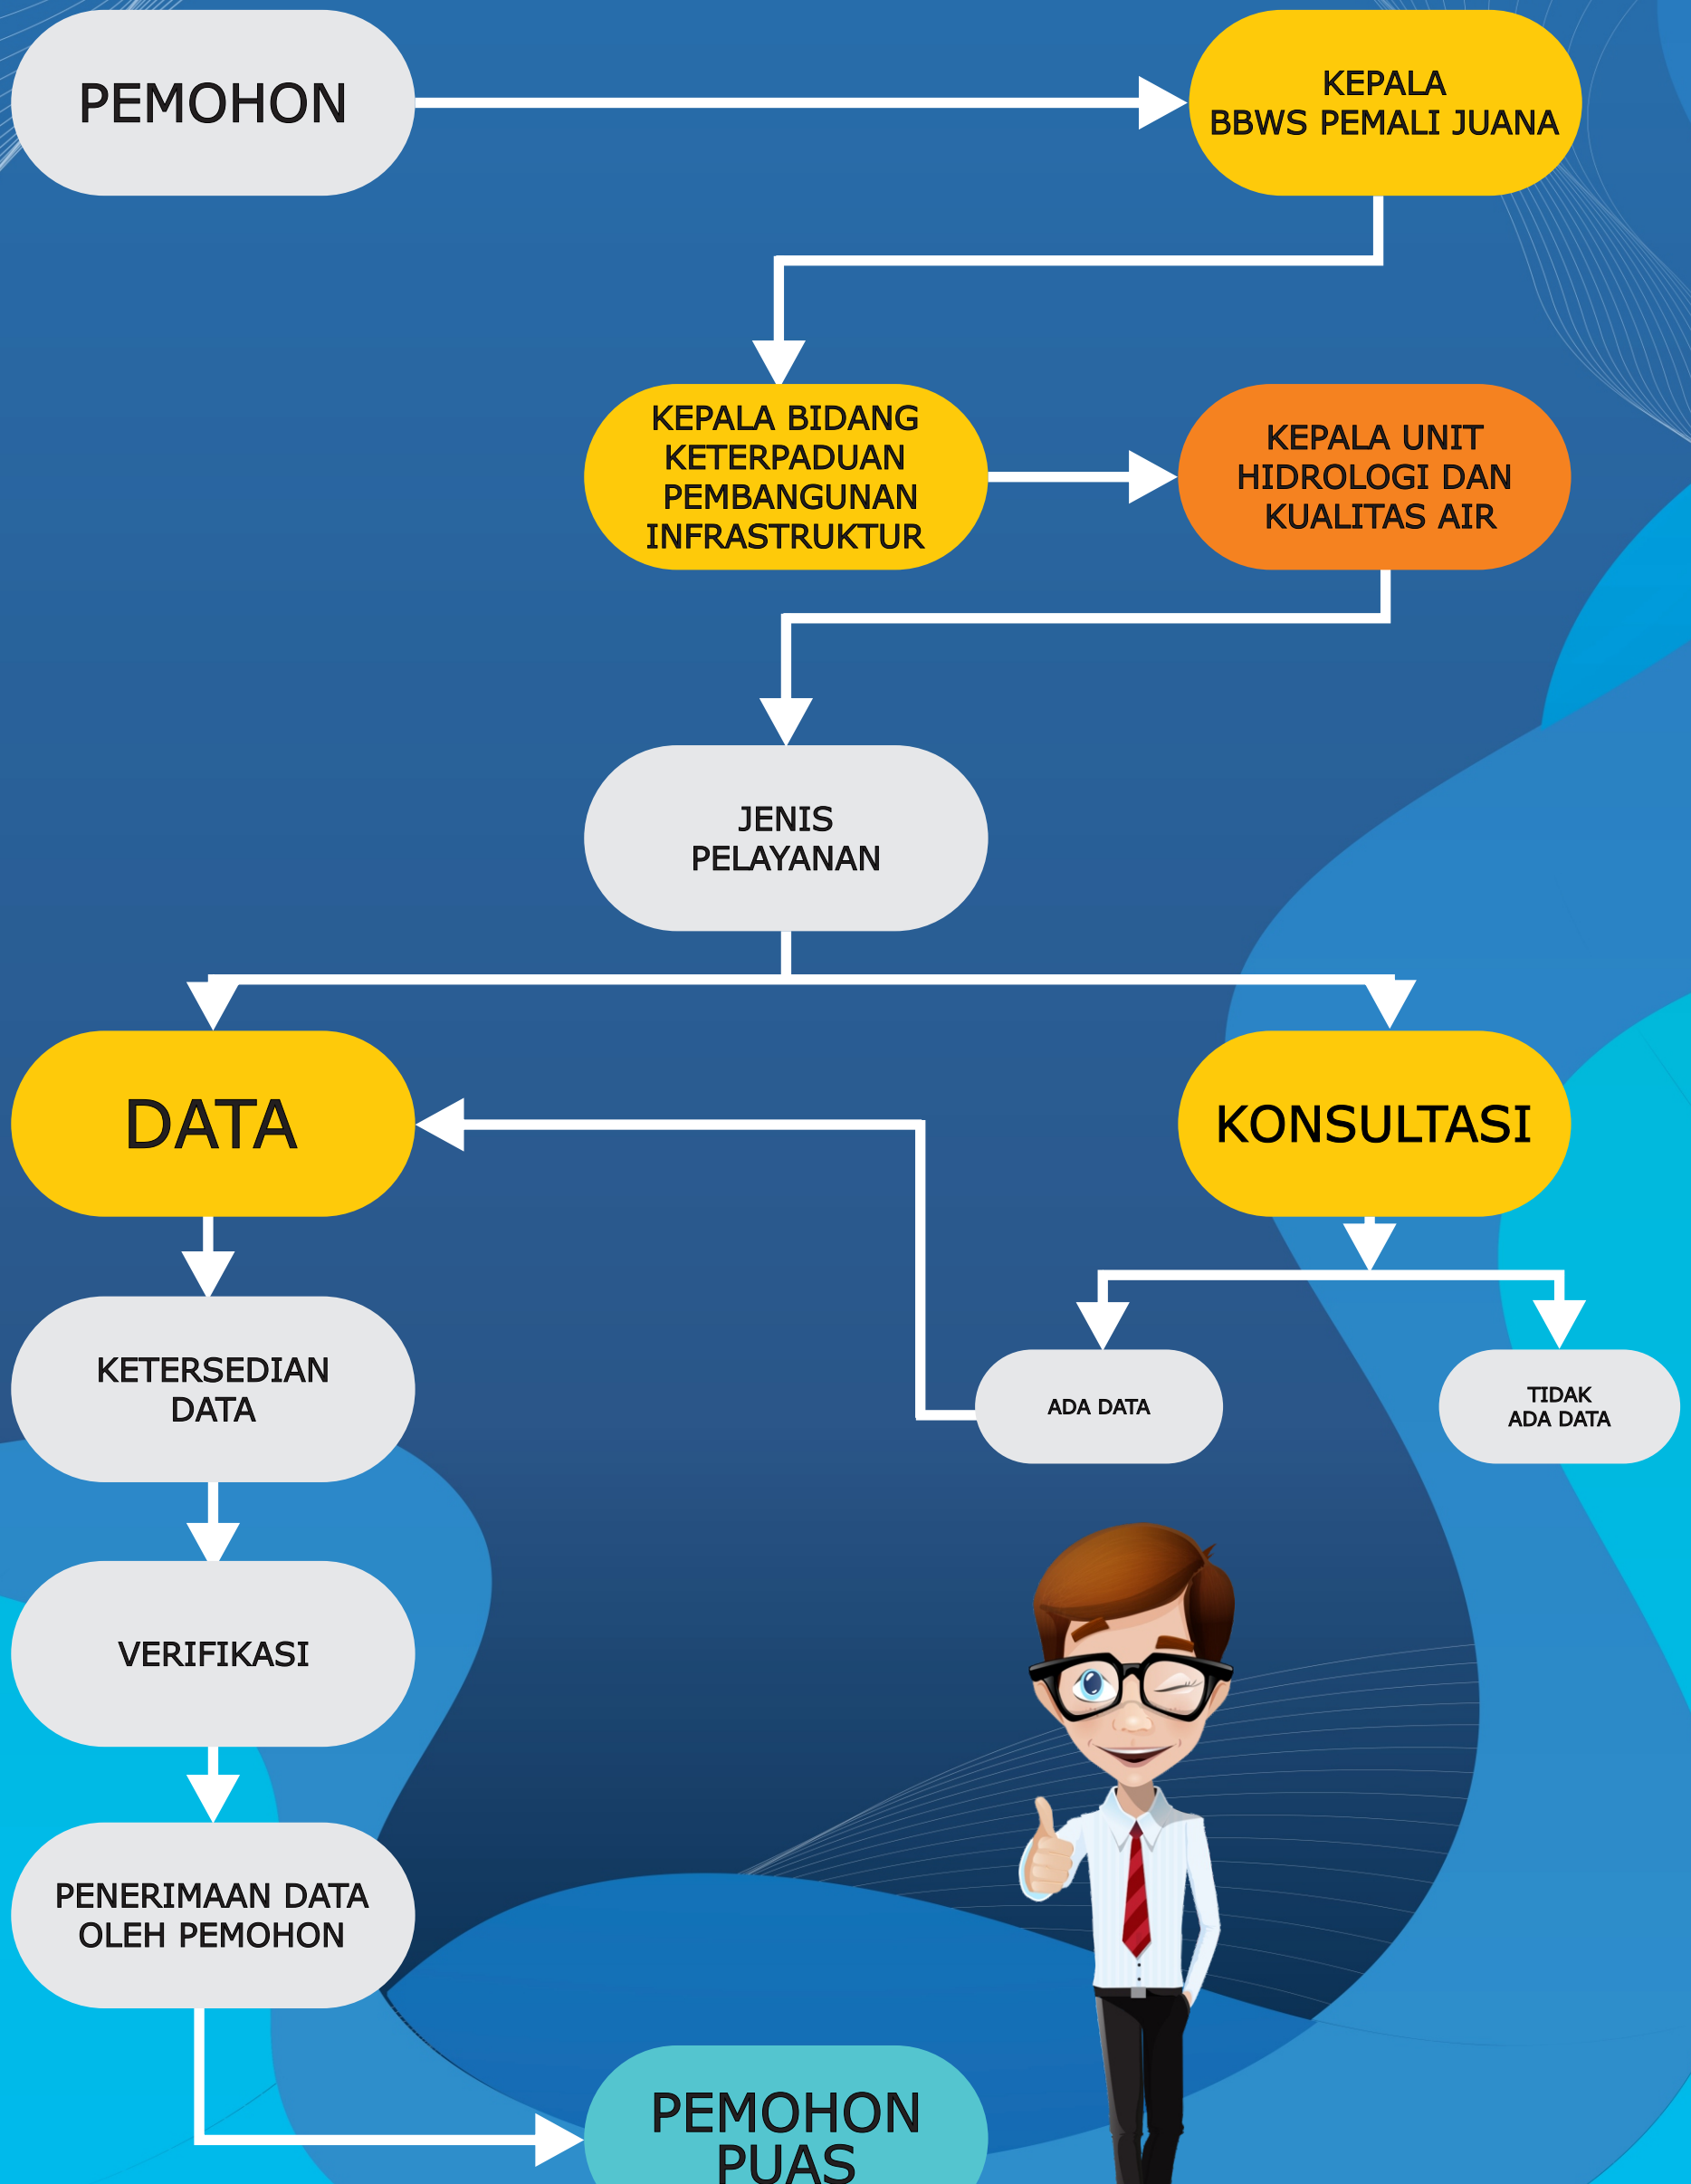 PEMOHON
KEPALA
BBWS PEMALI JUANA
KEPALA BIDANG
KETERPADUAN
PEMBANGUNAN
INFRASTRUKTUR
KEPALA UNIT
HIDROLOGI DAN
KUALITAS AIR
JENIS
PELAYANAN
DATA
KONSULTASI
KETERSEDIAN
DATA
ADA DATA
TIDAK
ADA DATA
VERIFIKASI
PENERIMAAN DATA
OLEH PEMOHON
PEMOHON
PUAS